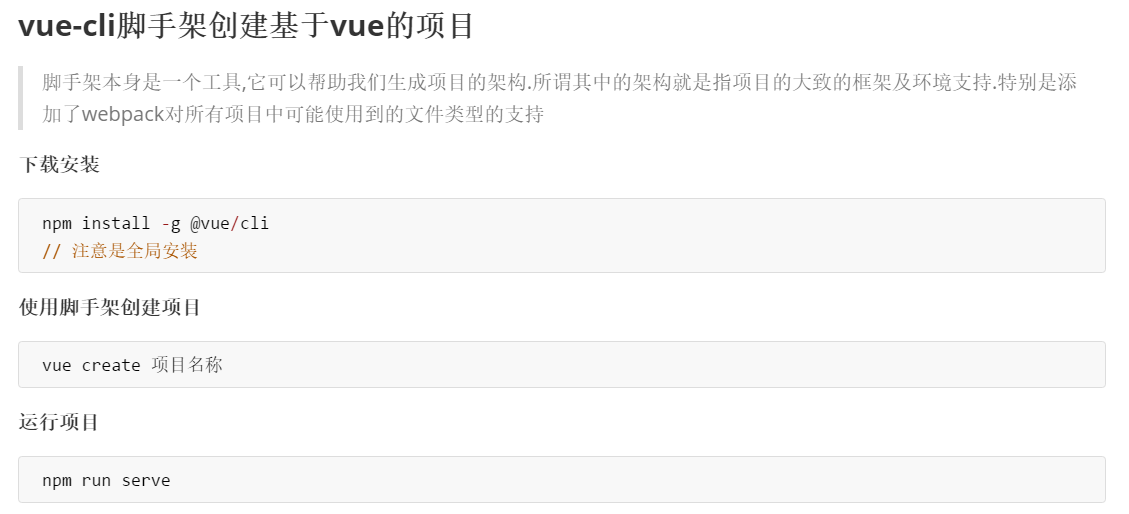 vue-cli脚手架创建基于vue的项目
脚手架本身是一个工具,它可以帮助我们生成项目的架构.所谓其中的架构就是指项目的大致的框架及环境支持.特别是添
加了webpack对所有项目中可能使用到的文件类型的支持
下载安装
npm install -g @vue/cli
// 注意是全局安装
使用脚手架创建项目
vue create 项目名称
运行项目
npm run serve